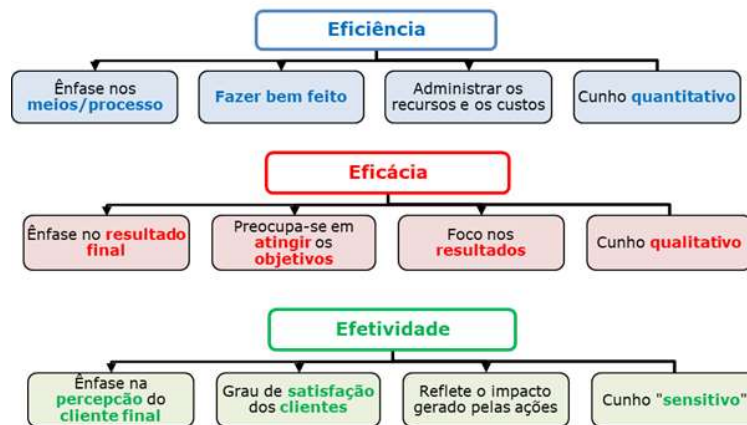 Eficiência
Ênfase nos
meios/processo
Fazer bem feito
Administrar os
recursos e os custos
Cunho quantitativo
Eficácia
Ênfase no resultado
final
Preocupa-se em
atingir os
objetivos
Foco nos
resultados
Cunho qualitativo
Efetividade
Ênfase na
percepção do
cliente final
Grau de satisfação
dos clientes
Reflete o impacto
gerado pelas ações
Cunho "sensitivo"